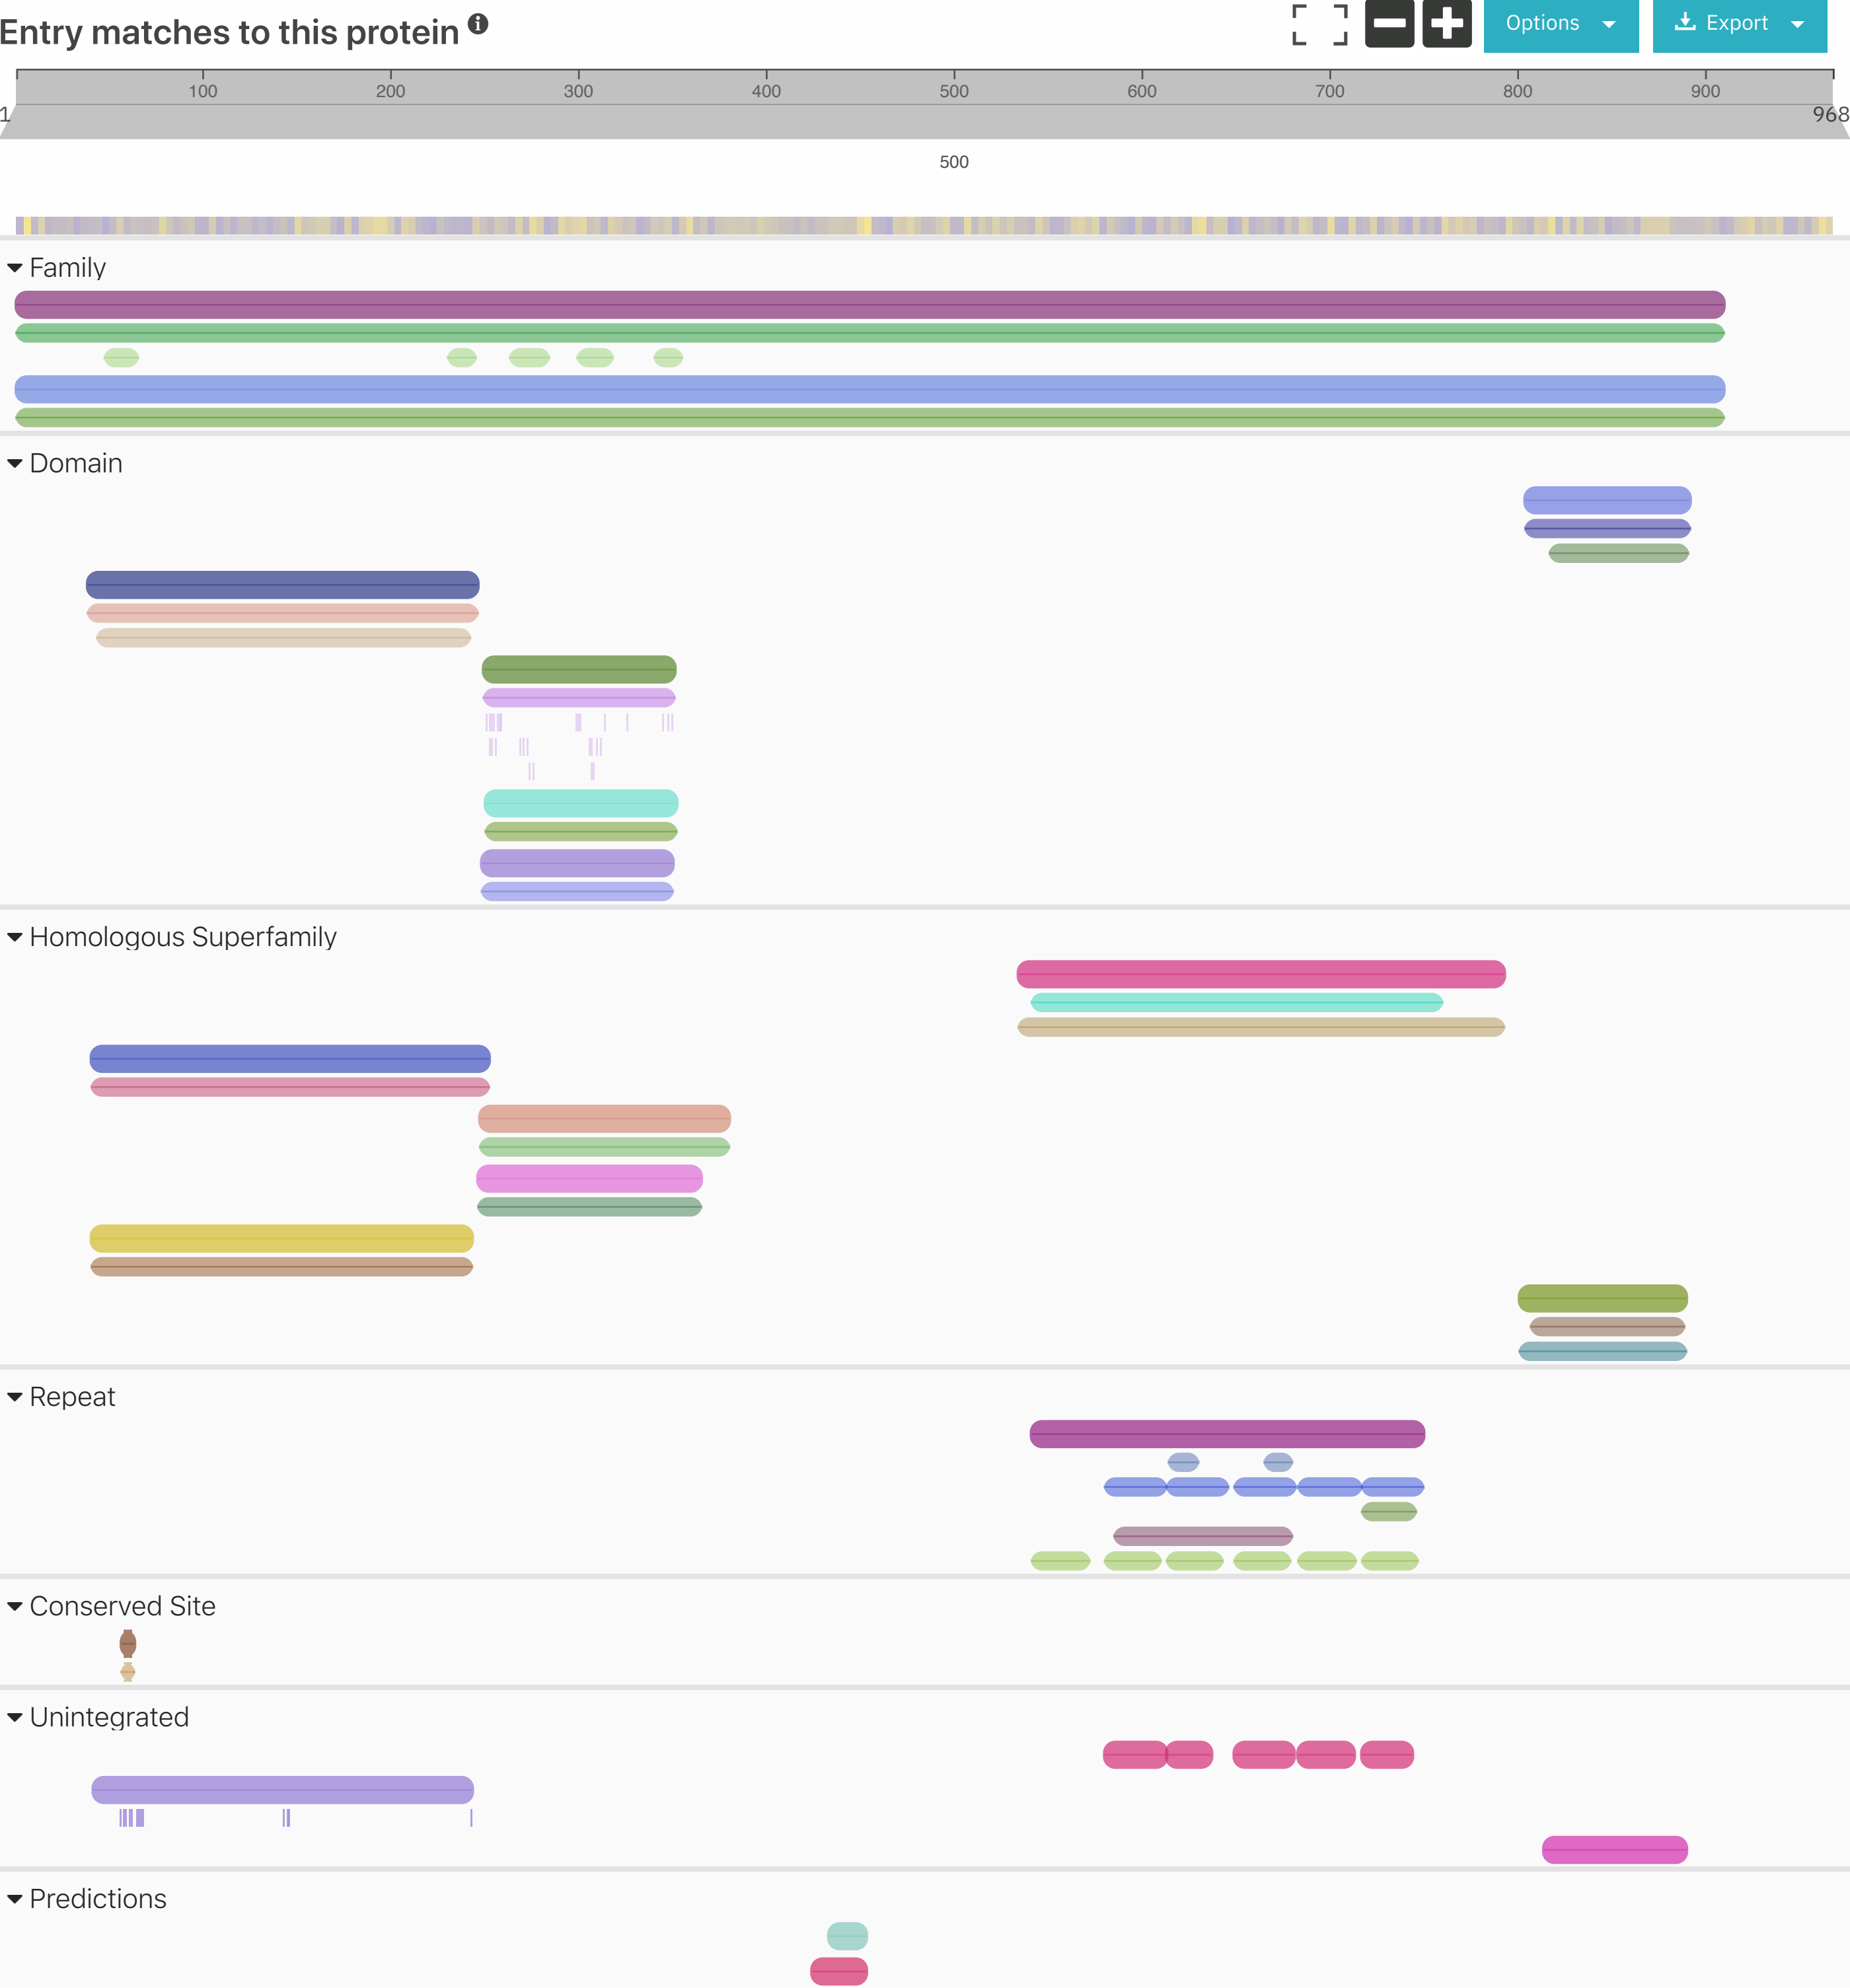 Entry matches to this protein i
Options
Export
100 200 300 400 500 600 700 800 900
1 968
500
Family
Domain
Homologous Superfamily
Repeat
Conserved Site
Unintegrated
Predictions